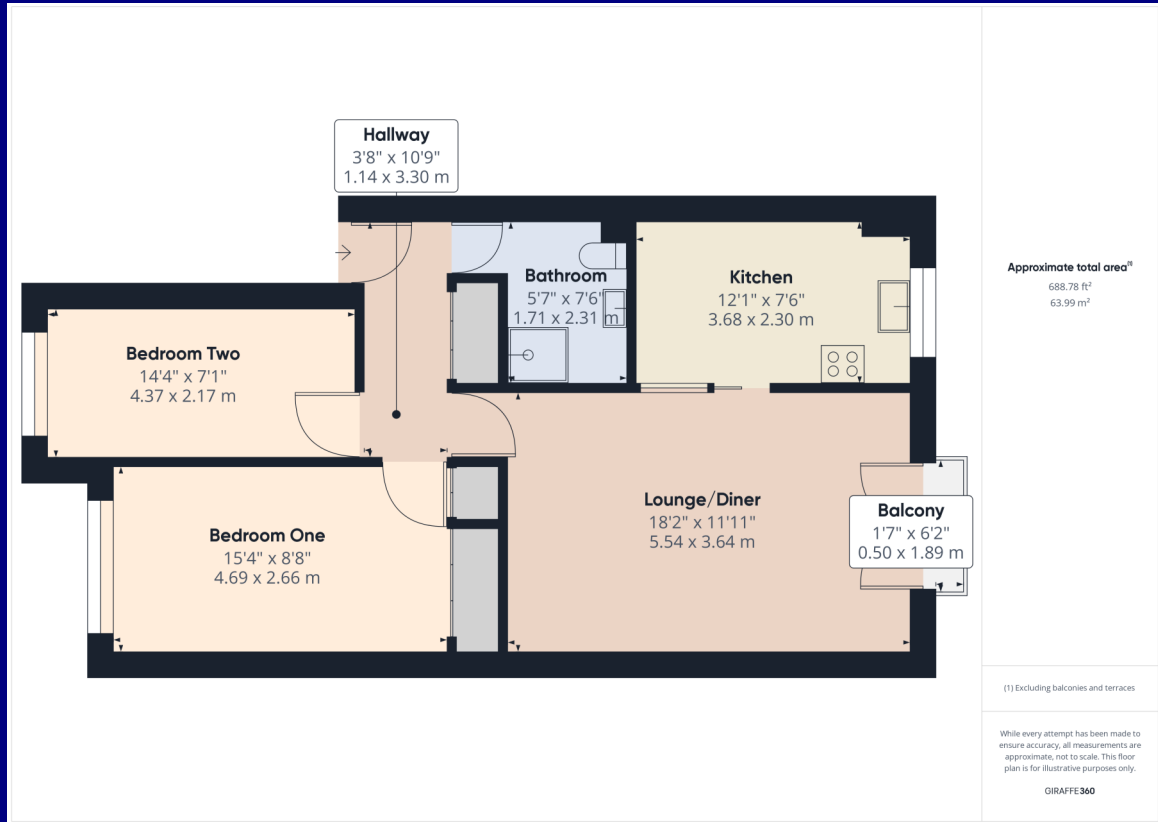 Hallway
3'8" x 10'9"
1.14 x 3.30 m
Bathroom
5'7" x 7'6"
1.71 x 2.31 m
Kitchen
12'1" x 7'6"
3.68 x 2.30 m
Bedroom Two
14'4" x 7'1"
4.37 x 2.17 m
Lounge/Diner
18'2" x 11'11"
5.54 x 3.64 m
Balcony
1'7" x 6'2"
0.50 x 1.89 m
Bedroom One
15'4" x 8'8"
4.69 x 2.66 m
Approximate total area(1)
688.78 ft²
63.99 m²
(1) Excluding balconies and terraces
While every attempt has been made to
ensure accuracy, all measurements are
approximate, not to scale. This floor
plan is for illustrative purposes only.
GIRAFFE360